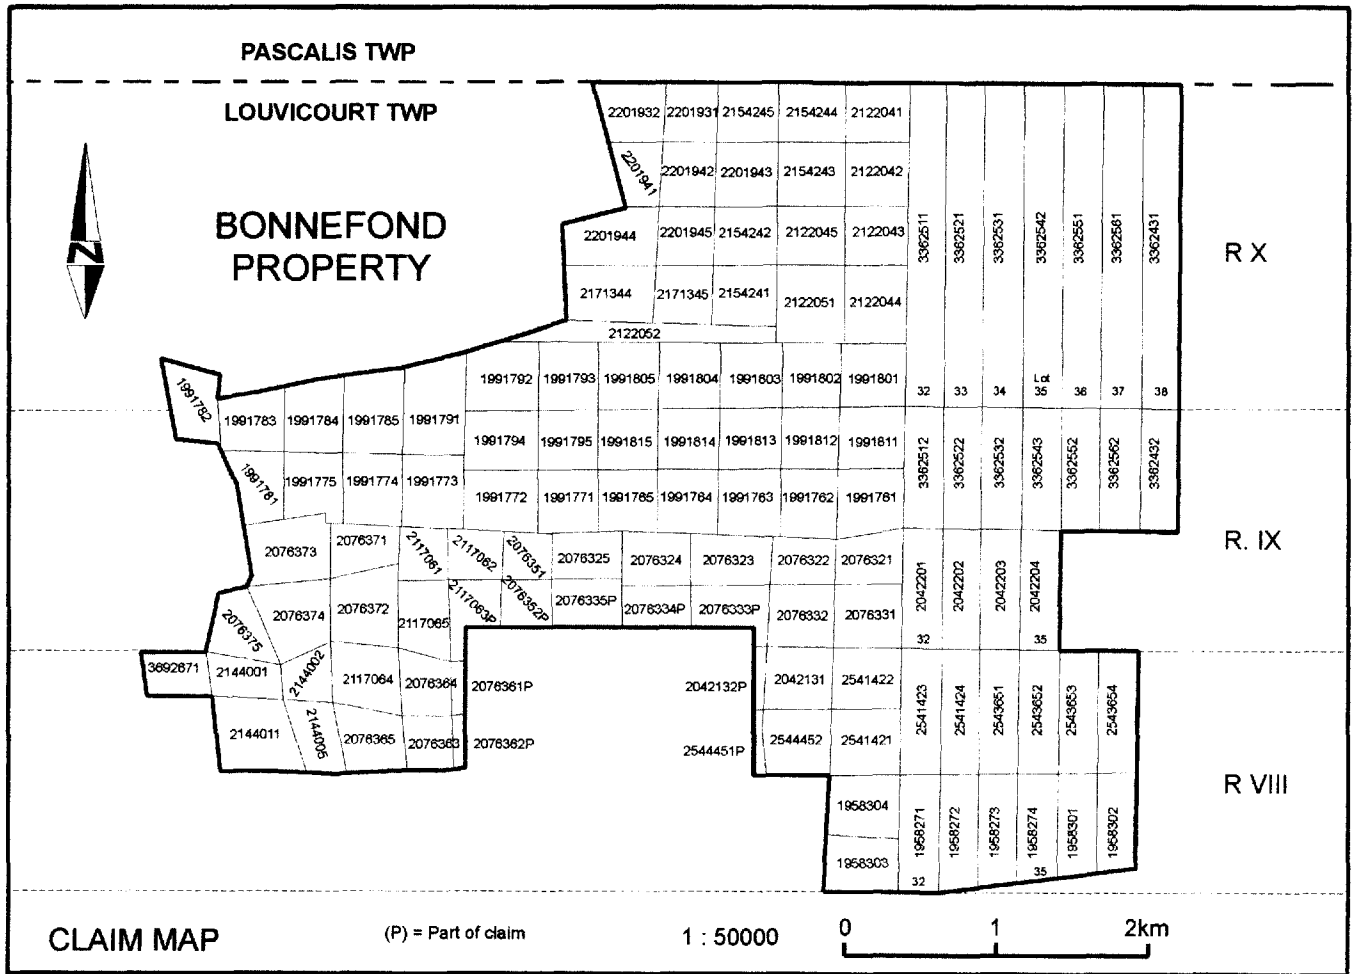 PASCALIS TWP
LOUVICOURT TWP
BONNEFOND
PROPERTY
N
2201932 2201931 2154245 2154244 2122041
2201941 2201942 2201943 2154243 2122042
2201944 2201945 2154242 2122045 2122043
3362511 3362521 3362531 3362542 3362551 3362561 3362431
R X
2171344 2171345 2154241 2122051 2122044
2122052
1991792 1991793 1991805 1991804 1991803 1991802 1991801
Lot
32 33 34 35 36 37 38
1991782
1991783 1991784 1991785 1991791
1991794 1991795 1991815 1991814 1991813 1991812 1991811
3362512 3362522 3362532 3362543 3362552 3362562 3362432
1991781 1991775 1991774 1991773
1991772 1991771 1991765 1991764 1991763 1991762 1991761
R. IX
2076373 2076371 2117061 2117062 2076351 2076325 2076324 2076323 2076322 2076321
2042201 2042202 2042203 2042204
2076375 2076374 2076372 2117065 2117063P 2076352P 2076335P 2076334P 2076333P 2076332 2076331
32 35
3692671 2144001 2144002 2117064 2076364 2076361P 2042132P 2042131 2541422
2541423 2541424 2543651 2543652 2543653 2543654
2144011 2144005 2076365 2076363 2076362P 2544451P 2544452 2541421
R VIII
1958304
1958271 1958272 1958273 1958274 1958301 1958302
1958303
32 35
CLAIM MAP
(P) = Part of claim
1 : 50000
0 1 2km